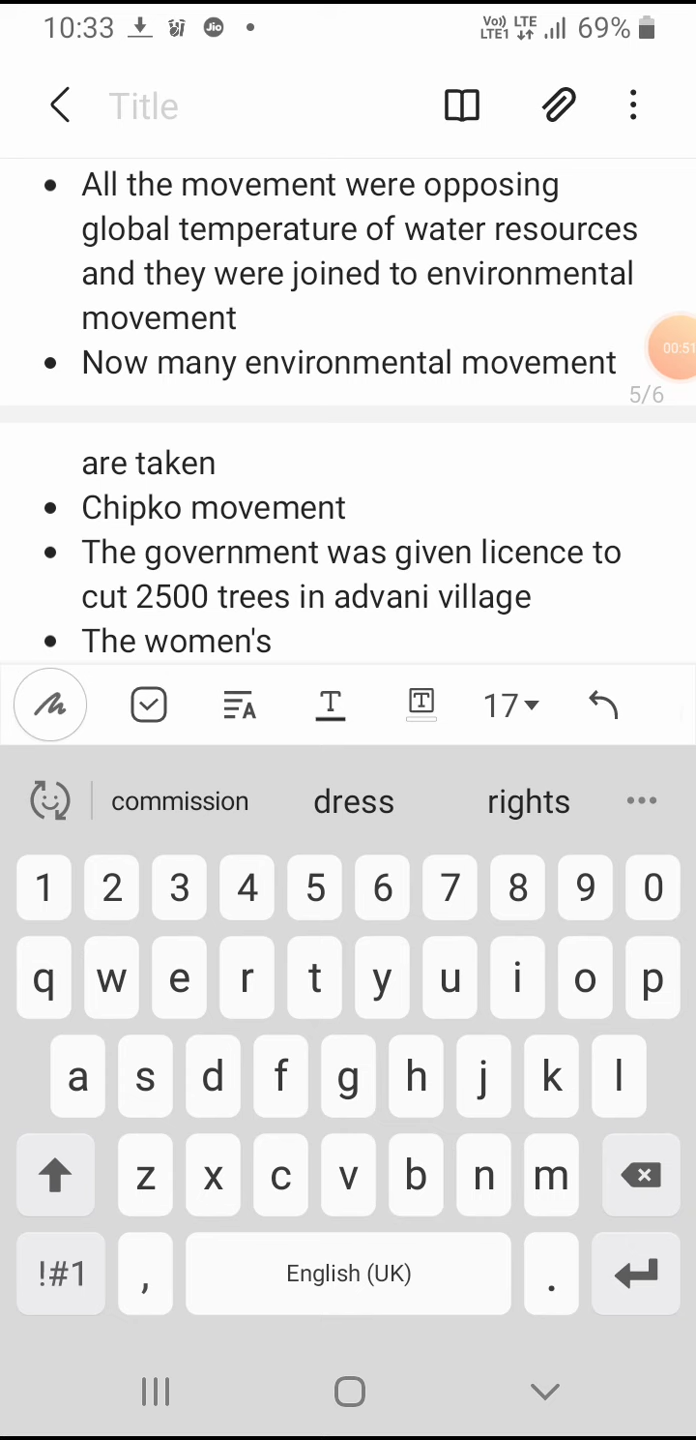 10:33 Jio Vo)) LTE LTE1 69%
Title
All the movement were opposing
global temperature of water resources
and they were joined to environmental
movement
Now many environmental movement
00:51
5/6
are taken
Chipko movement
The government was given licence to
cut 2500 trees in advani village
The women's
17
commission dress rights
1 2 3 4 5 6 7 8 9 0
q w e r t y u i o p
a s d f g h j k l
z x c v b n m
!#1 , English (UK) .